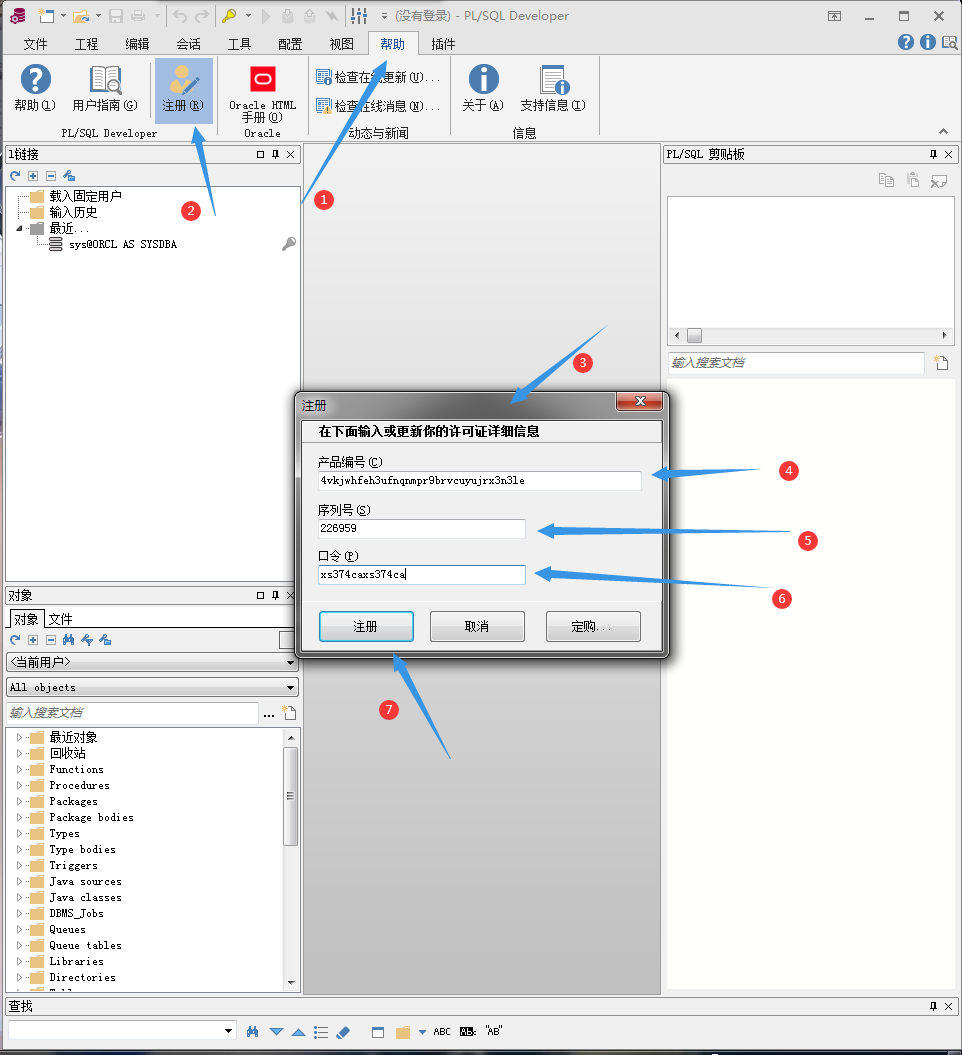 (没有登录) - PL/SQL Developer
文件 工程 编辑 会话 工具 配置 视图 帮助 插件
帮助(L) 用户指南(G) 注册(R) Oracle HTML 手册(O) 检查在线更新(U)... 检查在线消息(N)... 关于(A) 支持信息(I)
PL/SQL Developer Oracle 动态与新闻 信息
1链接
载入固定用户
输入历史
最近...
sys@ORCL AS SYSDBA
1
2
PL/SQL 剪贴板
输入搜索文档
3
注册
在下面输入或更新你的许可证详细信息
产品编号(C)
4vkjwhfeh3ufnqnmpr9brvcuyujrx3n3le
4
序列号(S)
226959
5
口令(P)
xs374caxs374ca
6
注册 取消 定购...
7
对象
对象 文件
<当前用户>
All objects
输入搜索文档 ...
最近对象
回收站
Functions
Procedures
Packages
Package bodies
Types
Type bodies
Triggers
Java sources
Java classes
DBMS_Jobs
Queues
Queue tables
Libraries
Directories
查找
ABC AB: "AB"